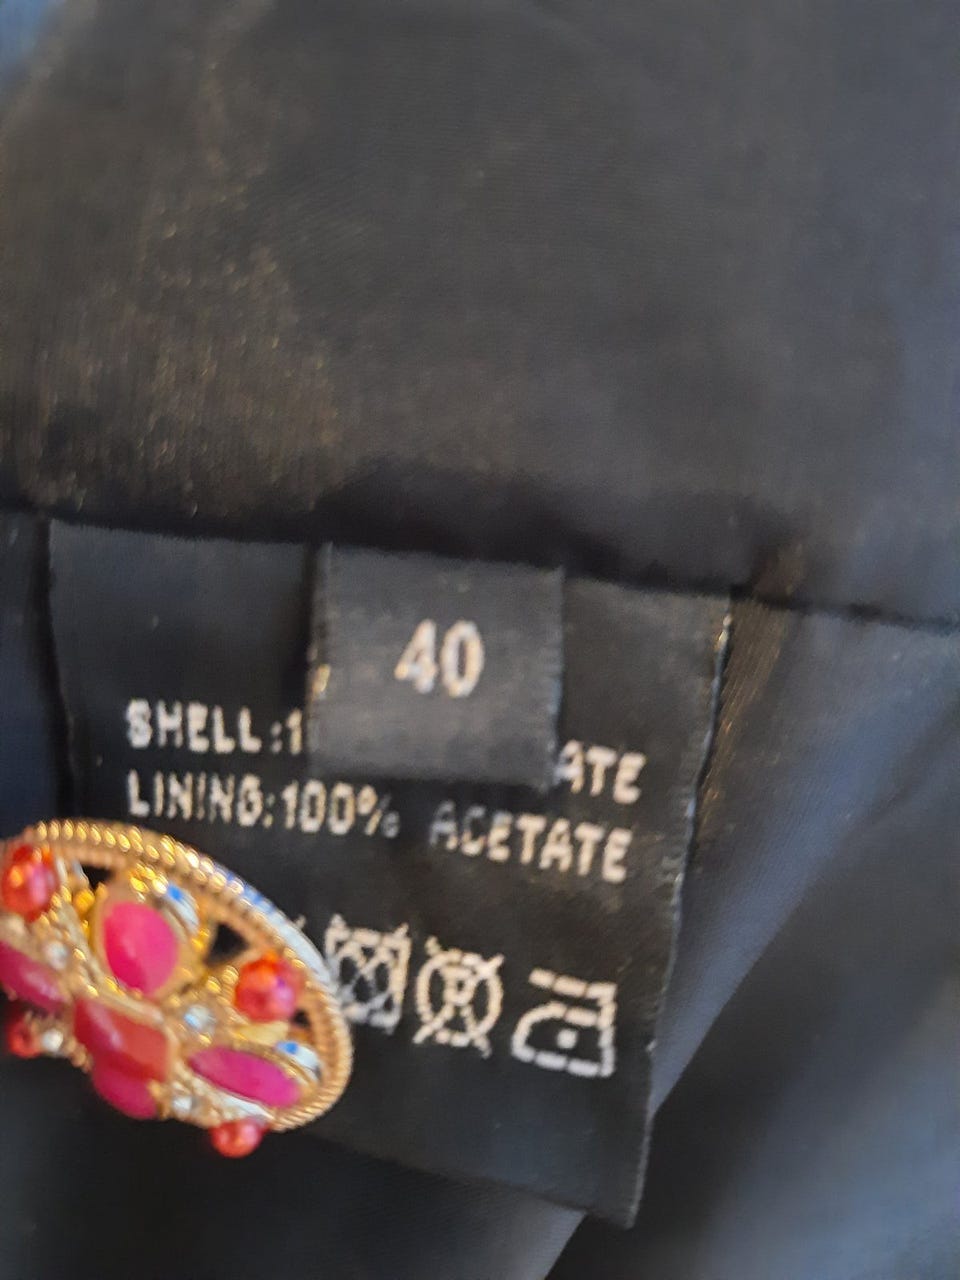 40
SHELL:1 ATE
LINING:100% ACETATE